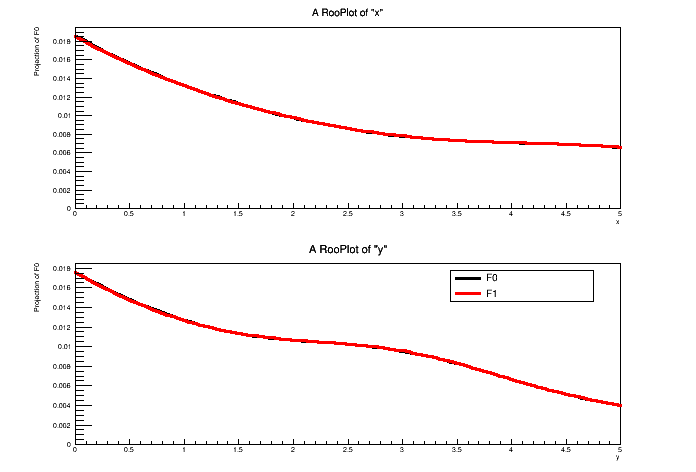 A RooPlot of "x"
Projection of F0
0.018
0.016
0.014
0.012
0.01
0.008
0.006
0.004
0.002
0
0 0.5 1 1.5 2 2.5 3 3.5 4 4.5 5
x
A RooPlot of "y"
Projection of F0
0.018
0.016
0.014
0.012
0.01
0.008
0.006
0.004
0.002
0
F0
F1
0 0.5 1 1.5 2 2.5 3 3.5 4 4.5 5
y